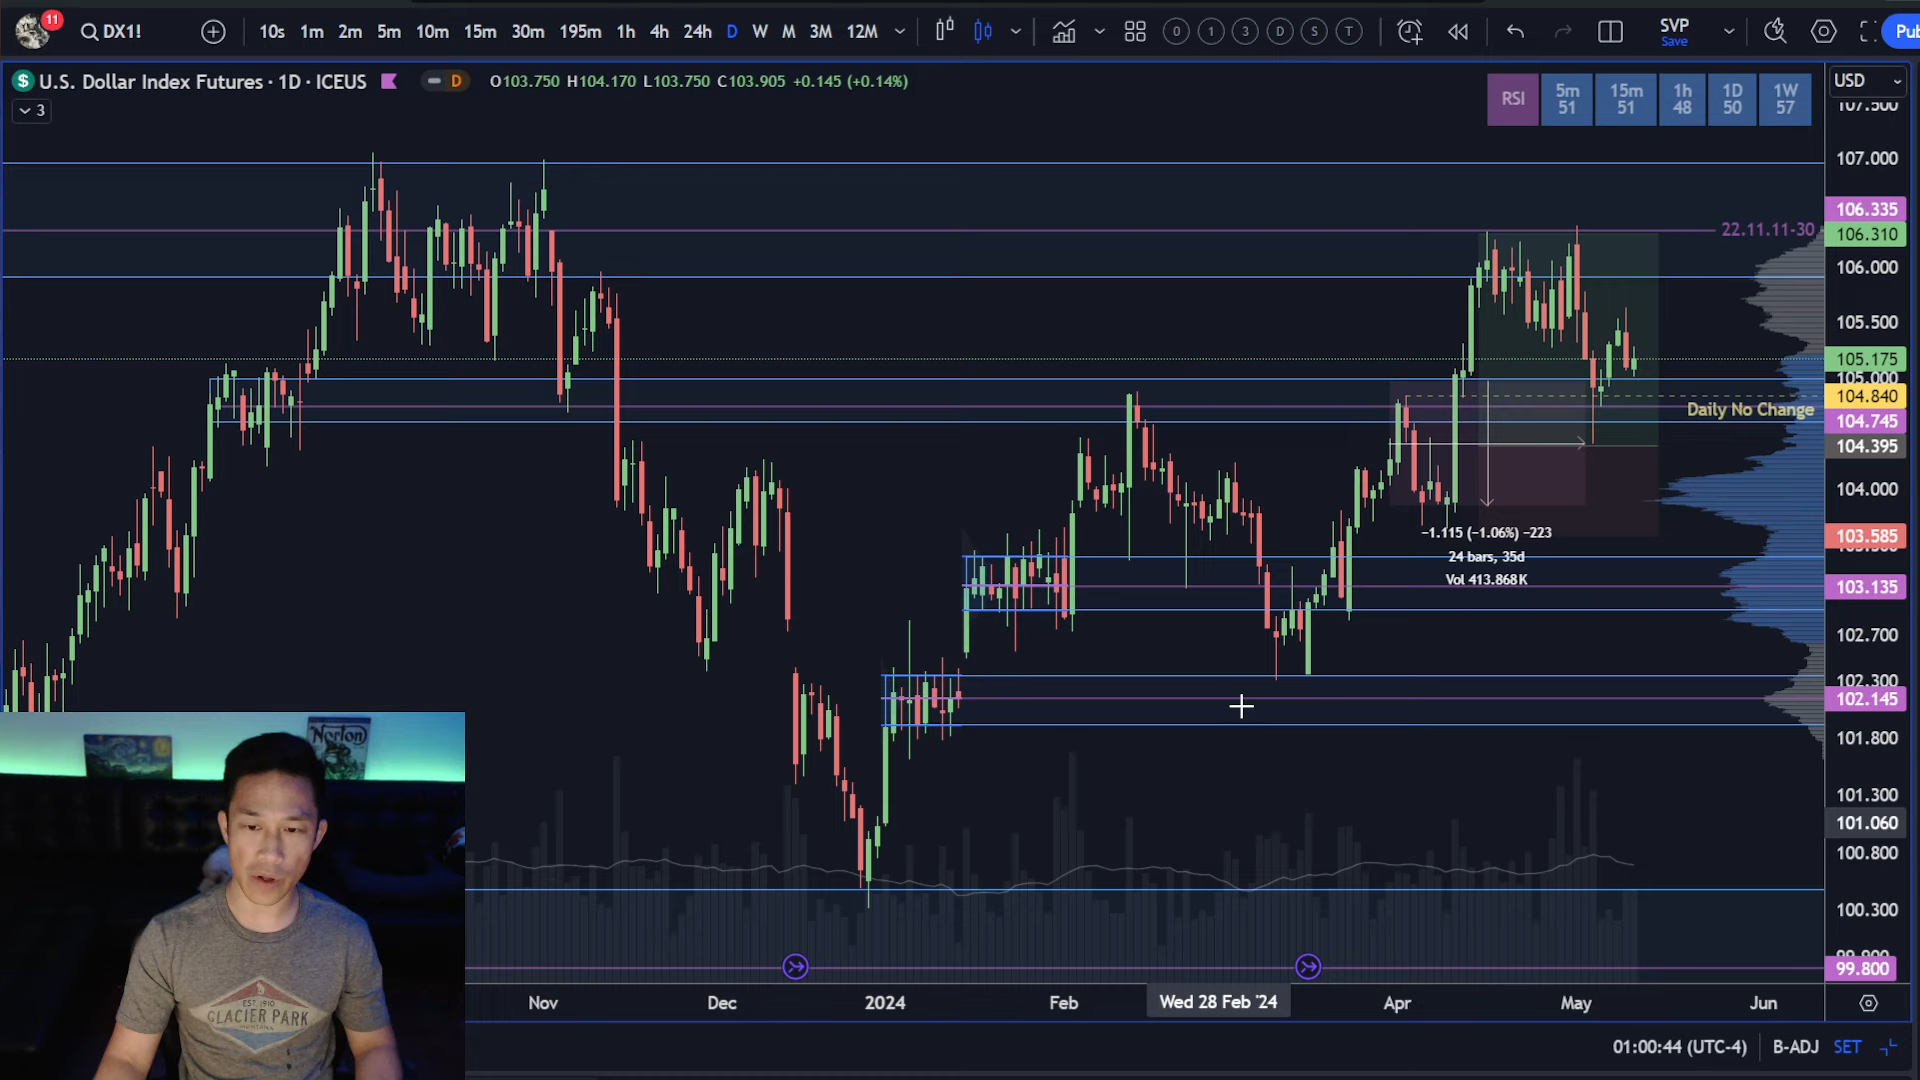 11
DX1!
10s 1m 2m 5m 10m 15m 30m 195m 1h 4h 24h D W M 3M 12M
0 1 3 D S T
SVP
Save
Pub
$ U.S. Dollar Index Futures · 1D · ICEUS
D
O103.750 H104.170 L103.750 C103.905 +0.145 (+0.14%)
3
RSI
5m
51
15m
51
1h
48
1D
50
1W
57
USD
107.500
107.000
106.335
22.11.11-30
106.310
106.000
105.500
105.175
105.000
104.840
Daily No Change
104.745
104.395
104.000
103.585
−1.115 (−1.06%) −223
24 bars, 35d
Vol 413.868K
103.135
102.700
102.300
102.145
101.800
101.300
101.060
100.800
100.300
99.800
Norton
EST. 1910
GLACIER PARK
MONTANA
Nov Dec 2024 Feb Wed 28 Feb '24 Apr May Jun
01:00:44 (UTC-4) B-ADJ SET